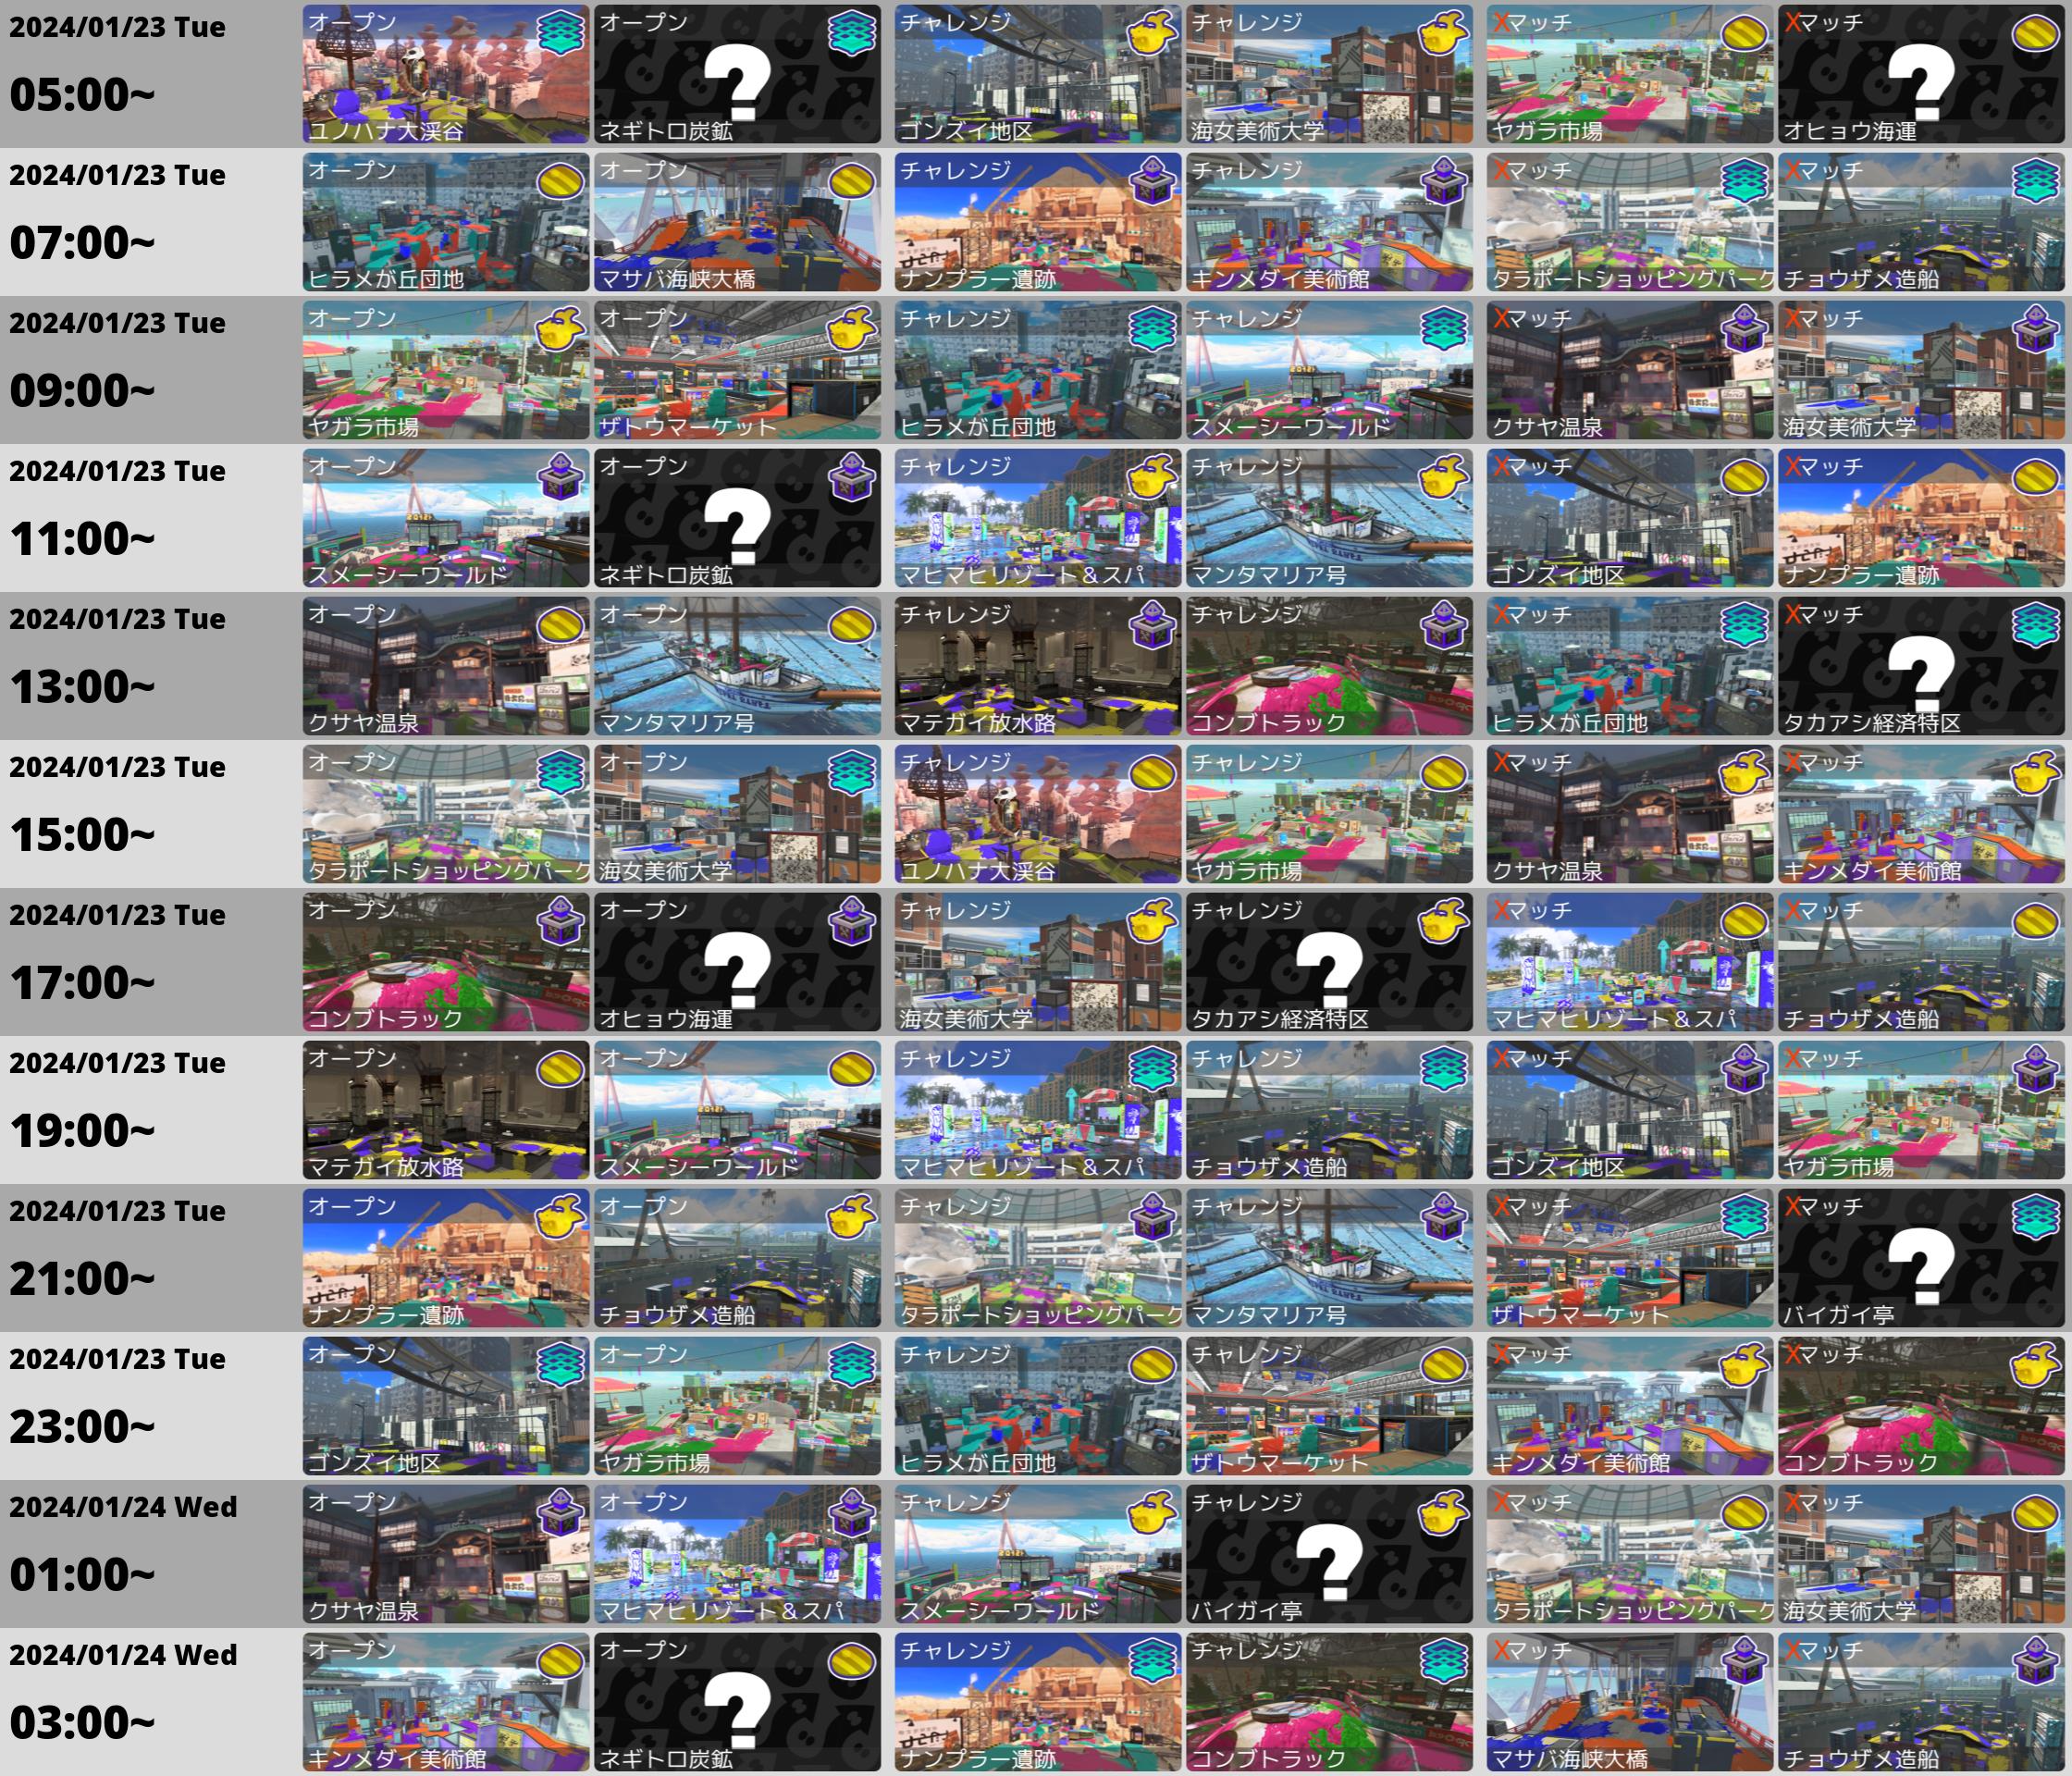 2024/01/23 Tue
05:00~
オープン オープン チャレンジ チャレンジ Xマッチ Xマッチ
ユノハナ大渓谷 ネギトロ炭鉱 ゴンズイ地区 海女美術大学 ヤガラ市場 オヒョウ海運
2024/01/23 Tue
07:00~
オープン オープン チャレンジ チャレンジ Xマッチ Xマッチ
ヒラメが丘団地 マサバ海峡大橋 ナンプラー遺跡 キンメダイ美術館 タラポートショッピングパーク チョウザメ造船
2024/01/23 Tue
09:00~
オープン オープン チャレンジ チャレンジ Xマッチ Xマッチ
ヤガラ市場 ザトウマーケット ヒラメが丘団地 スメーシーワールド クサヤ温泉 海女美術大学
2024/01/23 Tue
11:00~
オープン オープン チャレンジ チャレンジ Xマッチ Xマッチ
スメーシーワールド ネギトロ炭鉱 マヒマヒリゾート＆スパ マンタマリア号 ゴンズイ地区 ナンプラー遺跡
2024/01/23 Tue
13:00~
オープン オープン チャレンジ チャレンジ Xマッチ Xマッチ
クサヤ温泉 マンタマリア号 マテガイ放水路 コンブトラック ヒラメが丘団地 タカアシ経済特区
2024/01/23 Tue
15:00~
オープン オープン チャレンジ チャレンジ Xマッチ Xマッチ
タラポートショッピングパーク 海女美術大学 ユノハナ大渓谷 ヤガラ市場 クサヤ温泉 キンメダイ美術館
2024/01/23 Tue
17:00~
オープン オープン チャレンジ チャレンジ Xマッチ Xマッチ
コンブトラック オヒョウ海運 海女美術大学 タカアシ経済特区 マヒマヒリゾート＆スパ チョウザメ造船
2024/01/23 Tue
19:00~
オープン オープン チャレンジ チャレンジ Xマッチ Xマッチ
マテガイ放水路 スメーシーワールド マヒマヒリゾート＆スパ チョウザメ造船 ゴンズイ地区 ヤガラ市場
2024/01/23 Tue
21:00~
オープン オープン チャレンジ チャレンジ Xマッチ Xマッチ
ナンプラー遺跡 チョウザメ造船 タラポートショッピングパーク マンタマリア号 ザトウマーケット バイガイ亭
2024/01/23 Tue
23:00~
オープン オープン チャレンジ チャレンジ Xマッチ Xマッチ
ゴンズイ地区 ヤガラ市場 ヒラメが丘団地 ザトウマーケット キンメダイ美術館 コンブトラック
2024/01/24 Wed
01:00~
オープン オープン チャレンジ チャレンジ Xマッチ Xマッチ
クサヤ温泉 マヒマヒリゾート＆スパ スメーシーワールド バイガイ亭 タラポートショッピングパーク 海女美術大学
2024/01/24 Wed
03:00~
オープン オープン チャレンジ チャレンジ Xマッチ Xマッチ
キンメダイ美術館 ネギトロ炭鉱 ナンプラー遺跡 コンブトラック マサバ海峡大橋 チョウザメ造船